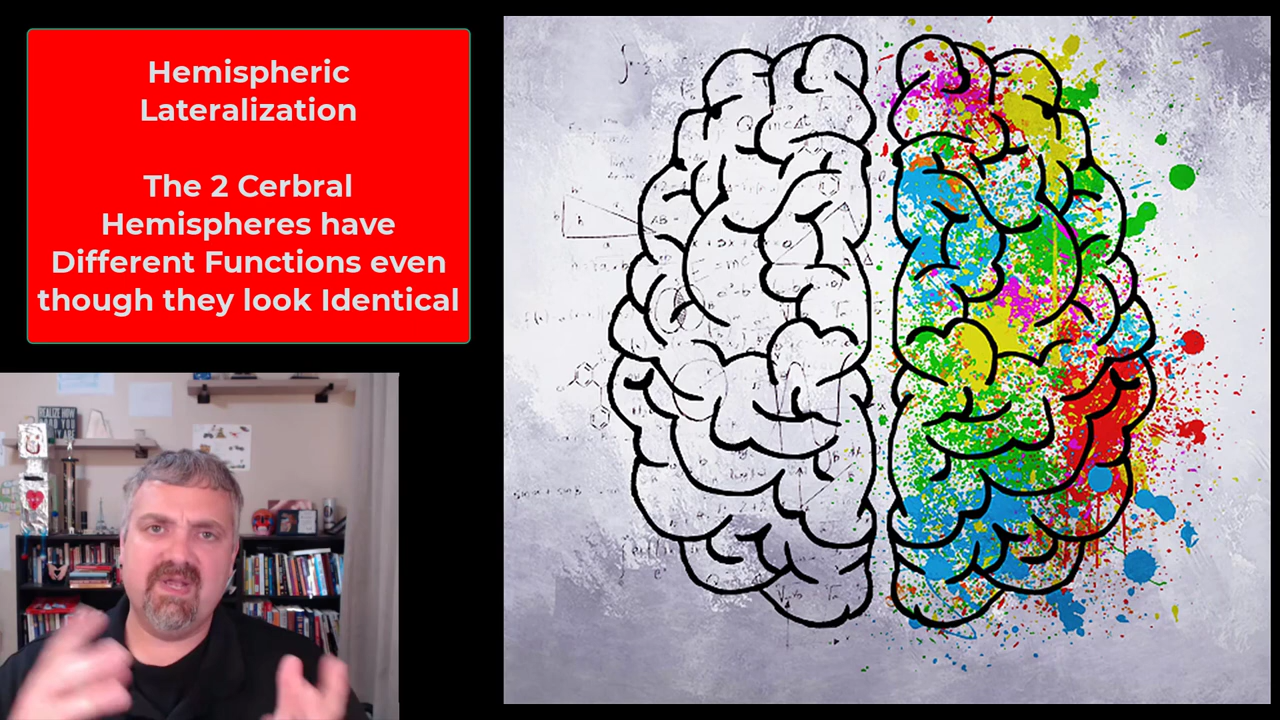 Hemispheric
Lateralization
The 2 Cerbral
Hemispheres have
Different Functions even
though they look Identical